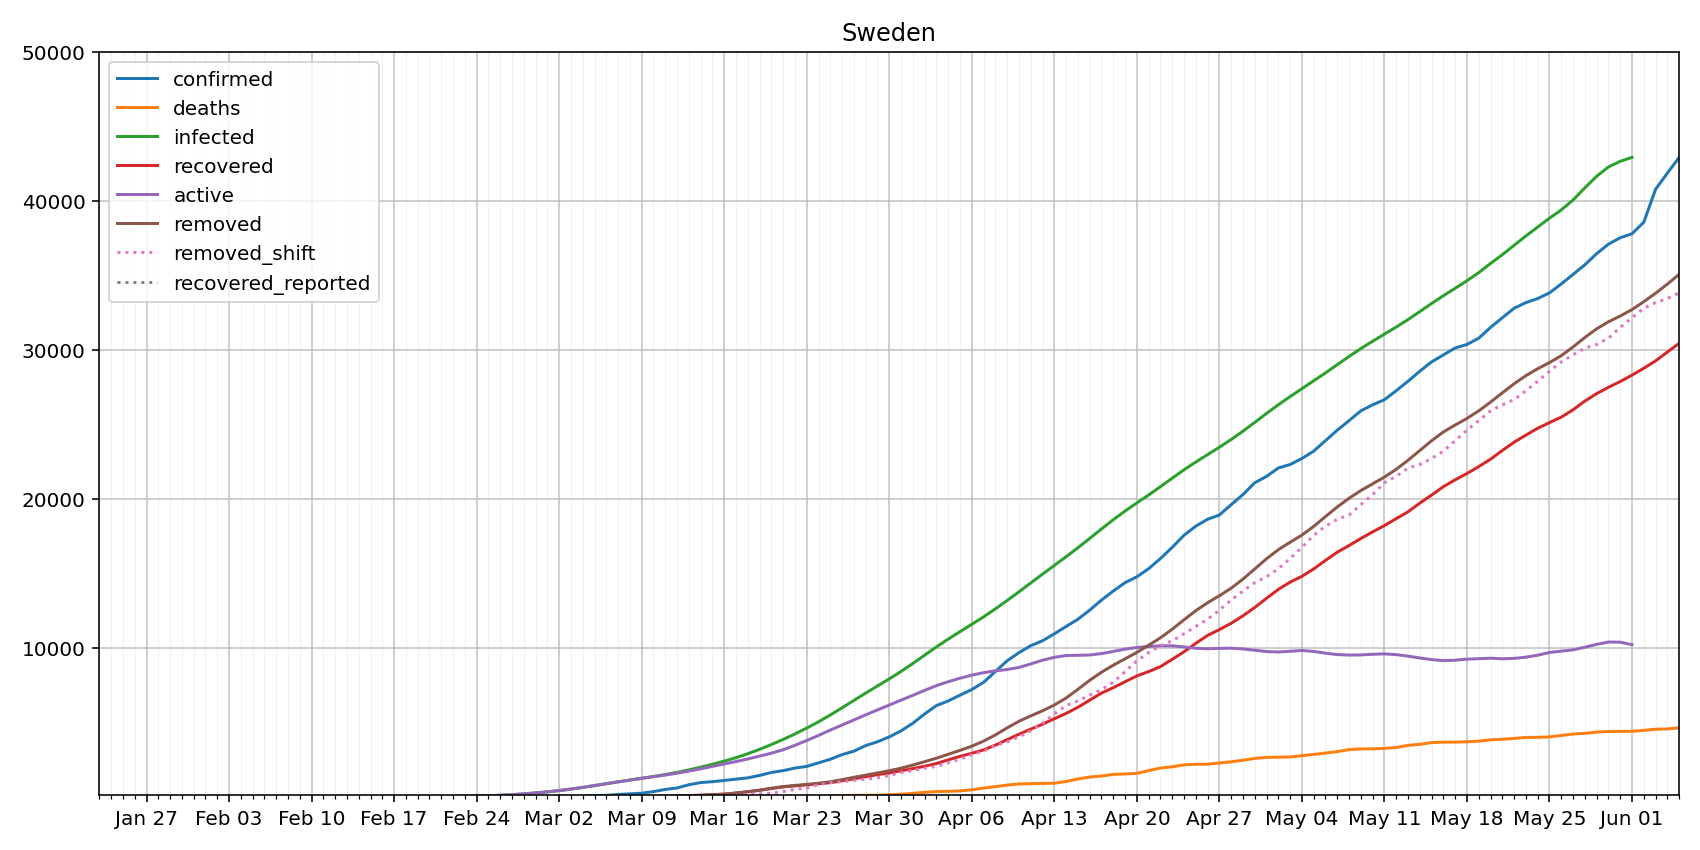 Sweden
50000
40000
30000
20000
10000
confirmed
deaths
infected
recovered
active
removed
removed_shift
recovered_reported
Jan 27 Feb 03 Feb 10 Feb 17 Feb 24 Mar 02 Mar 09 Mar 16 Mar 23 Mar 30 Apr 06 Apr 13 Apr 20 Apr 27 May 04 May 11 May 18 May 25 Jun 01